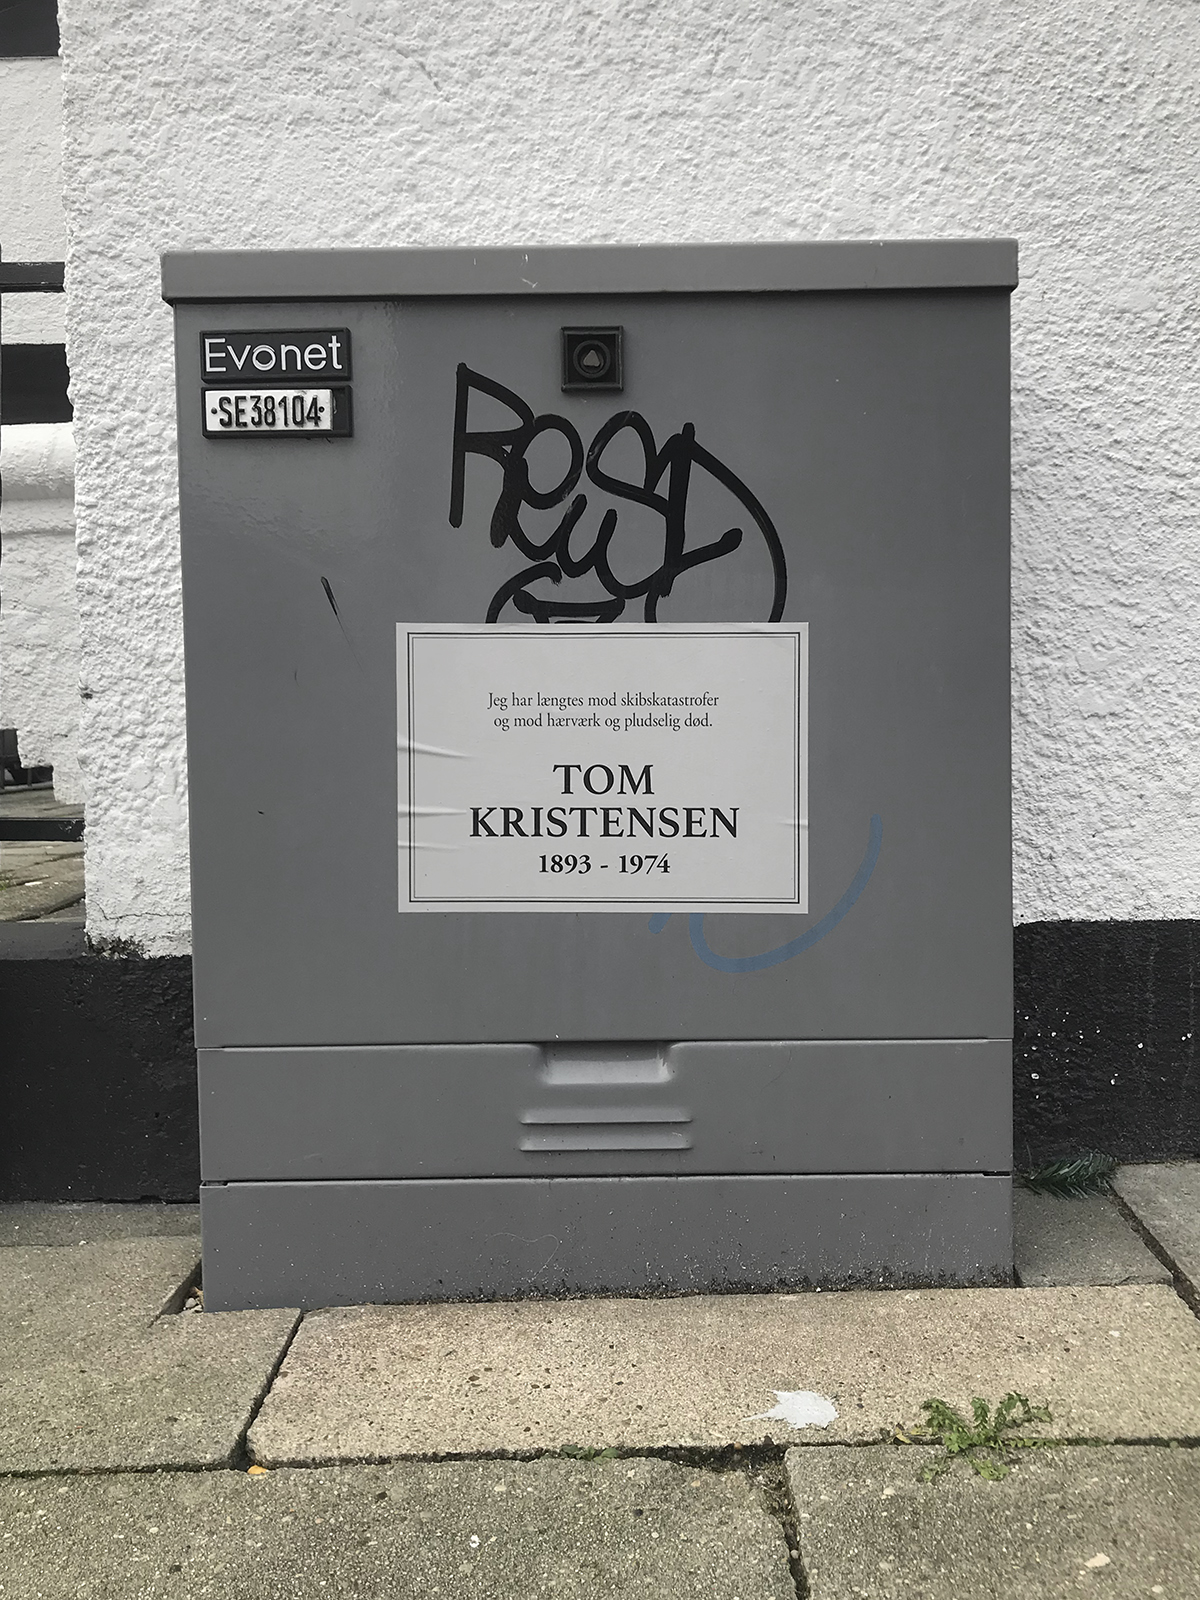 Evonet
SE38104
Jeg har længtes mod skibskatastrofer
og mod hærværk og pludselig død.
TOM
KRISTENSEN
1893 - 1974